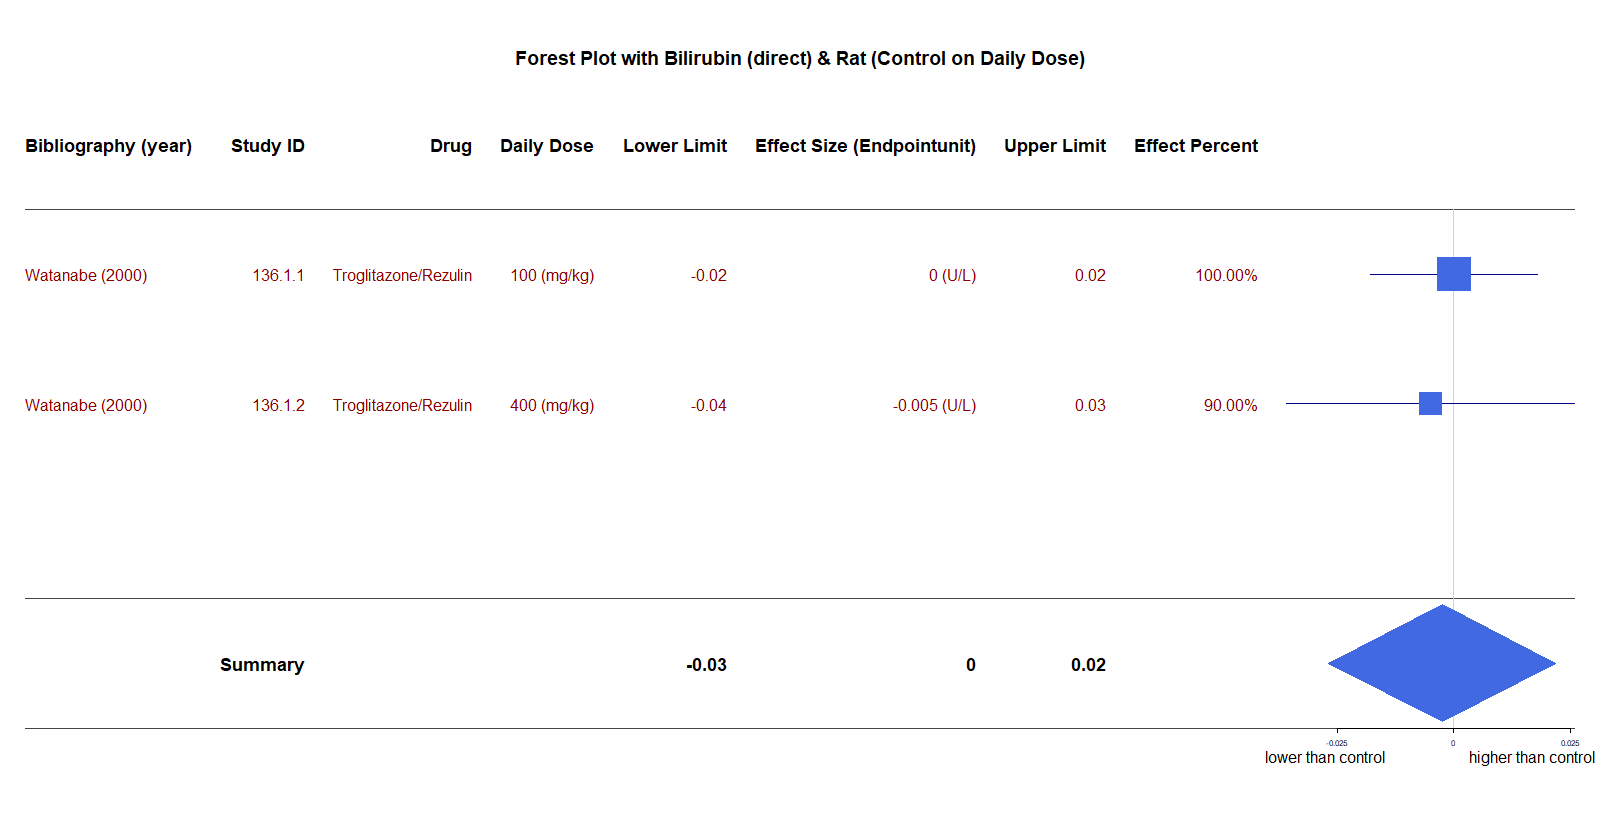 Forest Plot with Bilirubin (direct) & Rat (Control on Daily Dose)
Bibliography (year) Study ID Drug Daily Dose Lower Limit Effect Size (Endpointunit) Upper Limit Effect Percent
Watanabe (2000) 136.1.1 Troglitazone/Rezulin 100 (mg/kg) -0.02 0 (U/L) 0.02 100.00%
Watanabe (2000) 136.1.2 Troglitazone/Rezulin 400 (mg/kg) -0.04 -0.005 (U/L) 0.03 90.00%
Summary -0.03 0 0.02
-0.025 0 0.025
lower than control higher than control